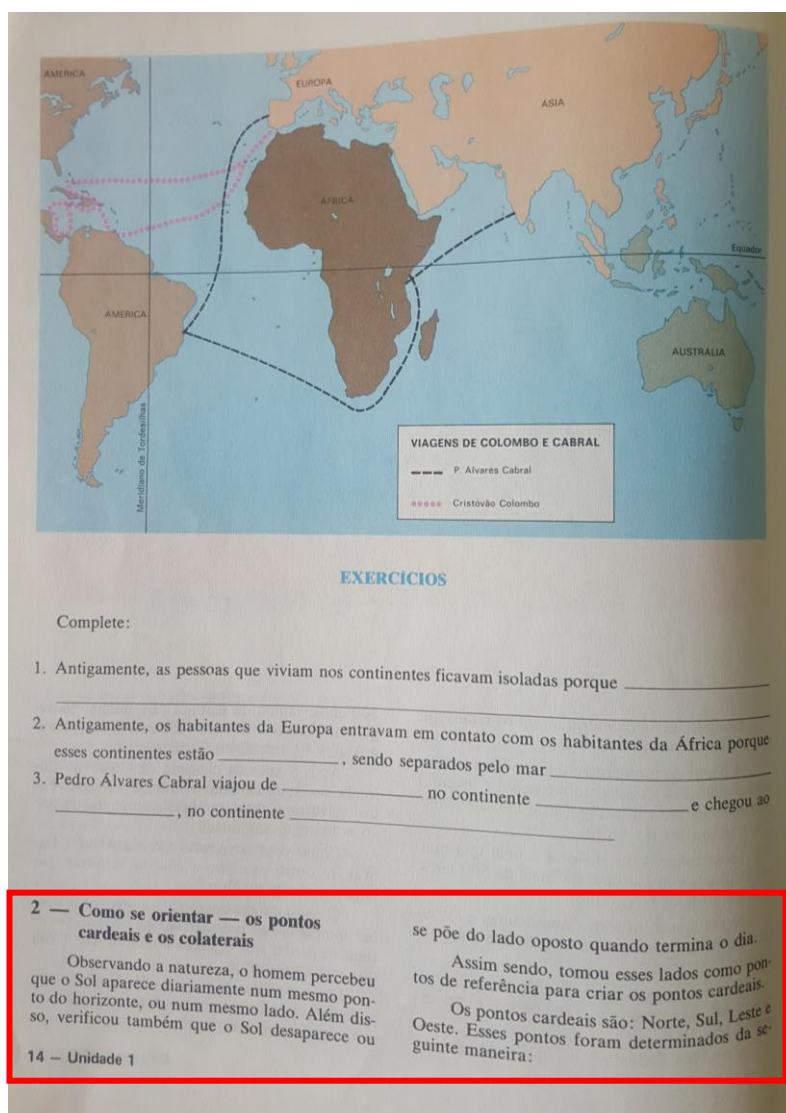 AMERICA
EUROPA
ASIA
AFRICA
Equador
AMERICA
AUSTRALIA
Meridiano de Tordesilhas
VIAGENS DE COLOMBO E CABRAL
P. Alvares Cabral
Cristóvão Colombo
EXERCÍCIOS
Complete:
1. Antigamente, as pessoas que viviam nos continentes ficavam isoladas porque
2. Antigamente, os habitantes da Europa entravam em contato com os habitantes da África porque
esses continentes estão , sendo separados pelo mar
3. Pedro Álvares Cabral viajou de no continente e chegou ao
, no continente
2 — Como se orientar — os pontos
cardeais e os colaterais
Observando a natureza, o homem percebeu
que o Sol aparece diariamente num mesmo pon-
to do horizonte, ou num mesmo lado. Além dis-
so, verificou também que o Sol desaparece ou
14 — Unidade 1
se põe do lado oposto quando termina o dia.
Assim sendo, tomou esses lados como pon-
tos de referência para criar os pontos cardeais.
Os pontos cardeais são: Norte, Sul, Leste e
Oeste. Esses pontos foram determinados da se-
guinte maneira: